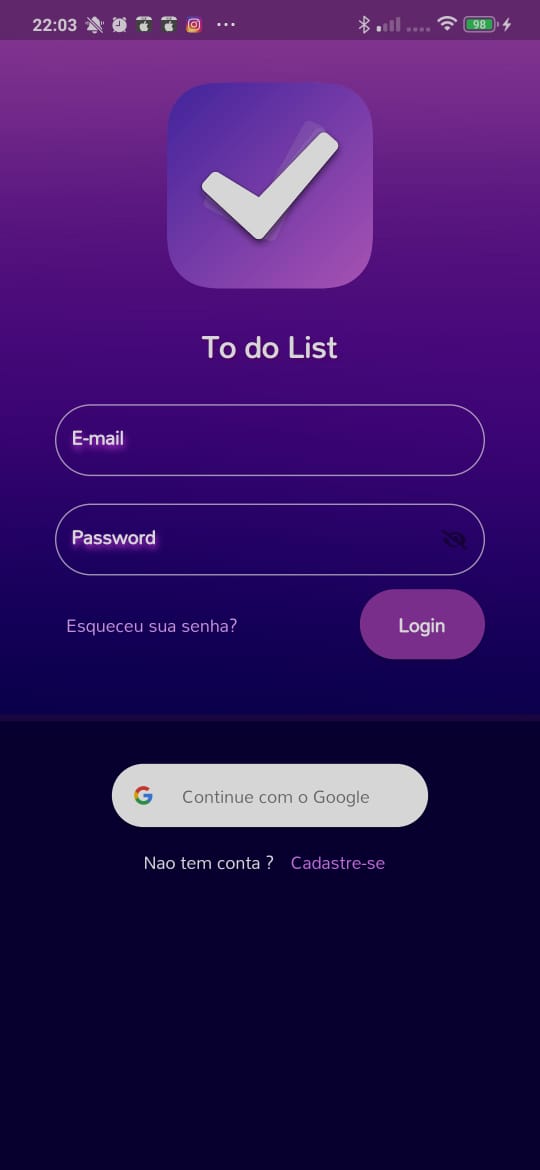 22:03
98
To do List
E-mail
Password
Esqueceu sua senha?
Login
Continue com o Google
Nao tem conta ? Cadastre-se